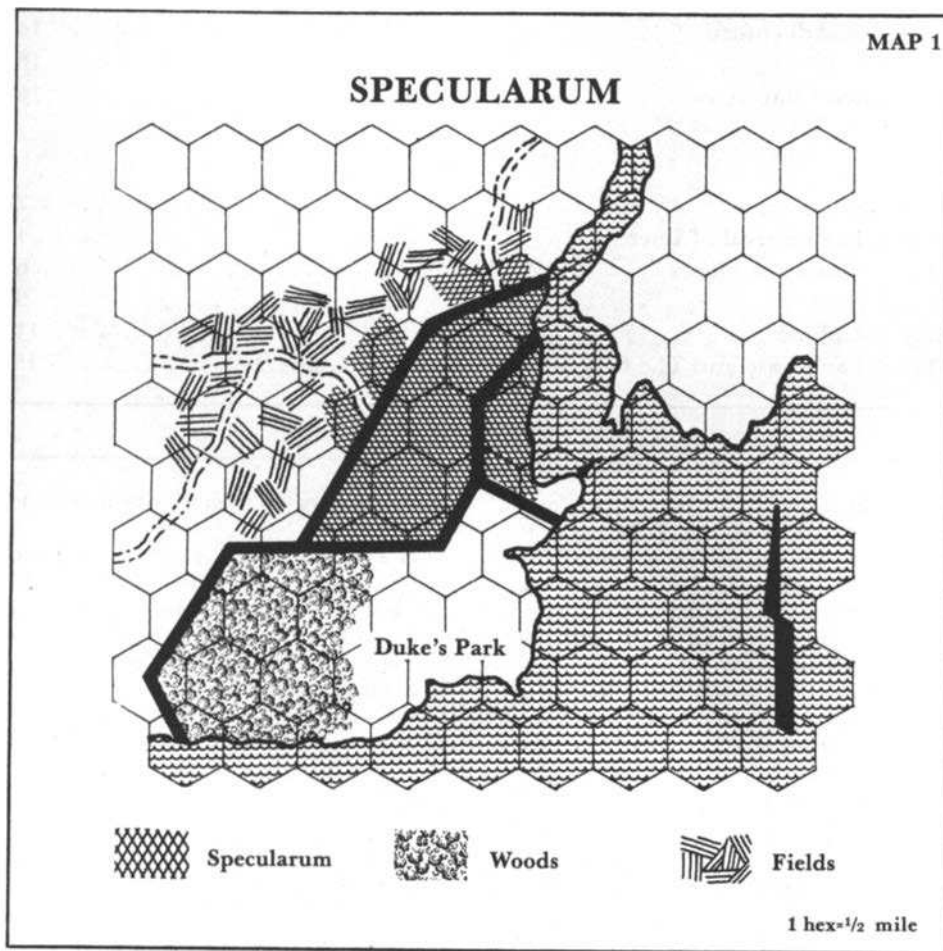 MAP 1
SPECULARUM
Duke's Park
Specularum
Woods
Fields
1 hex=1/2 mile